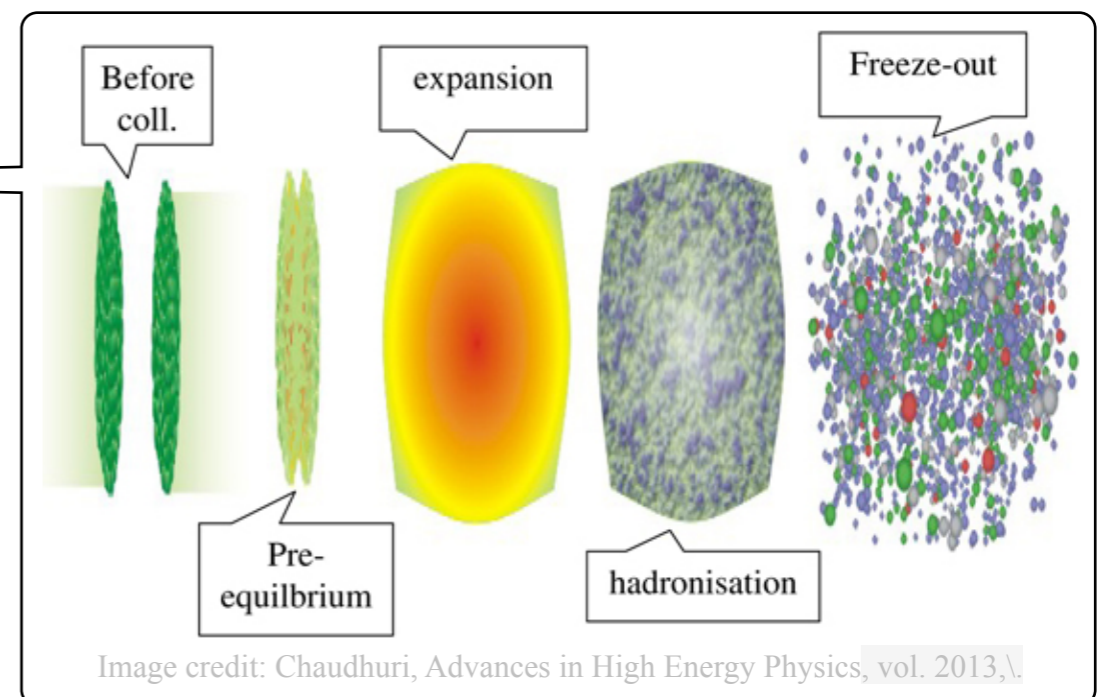 Before
coll.
expansion
Freeze-out
Pre-
equilbrium
hadronisation
Image credit: Chaudhuri, Advances in High Energy Physics, vol. 2013,\.